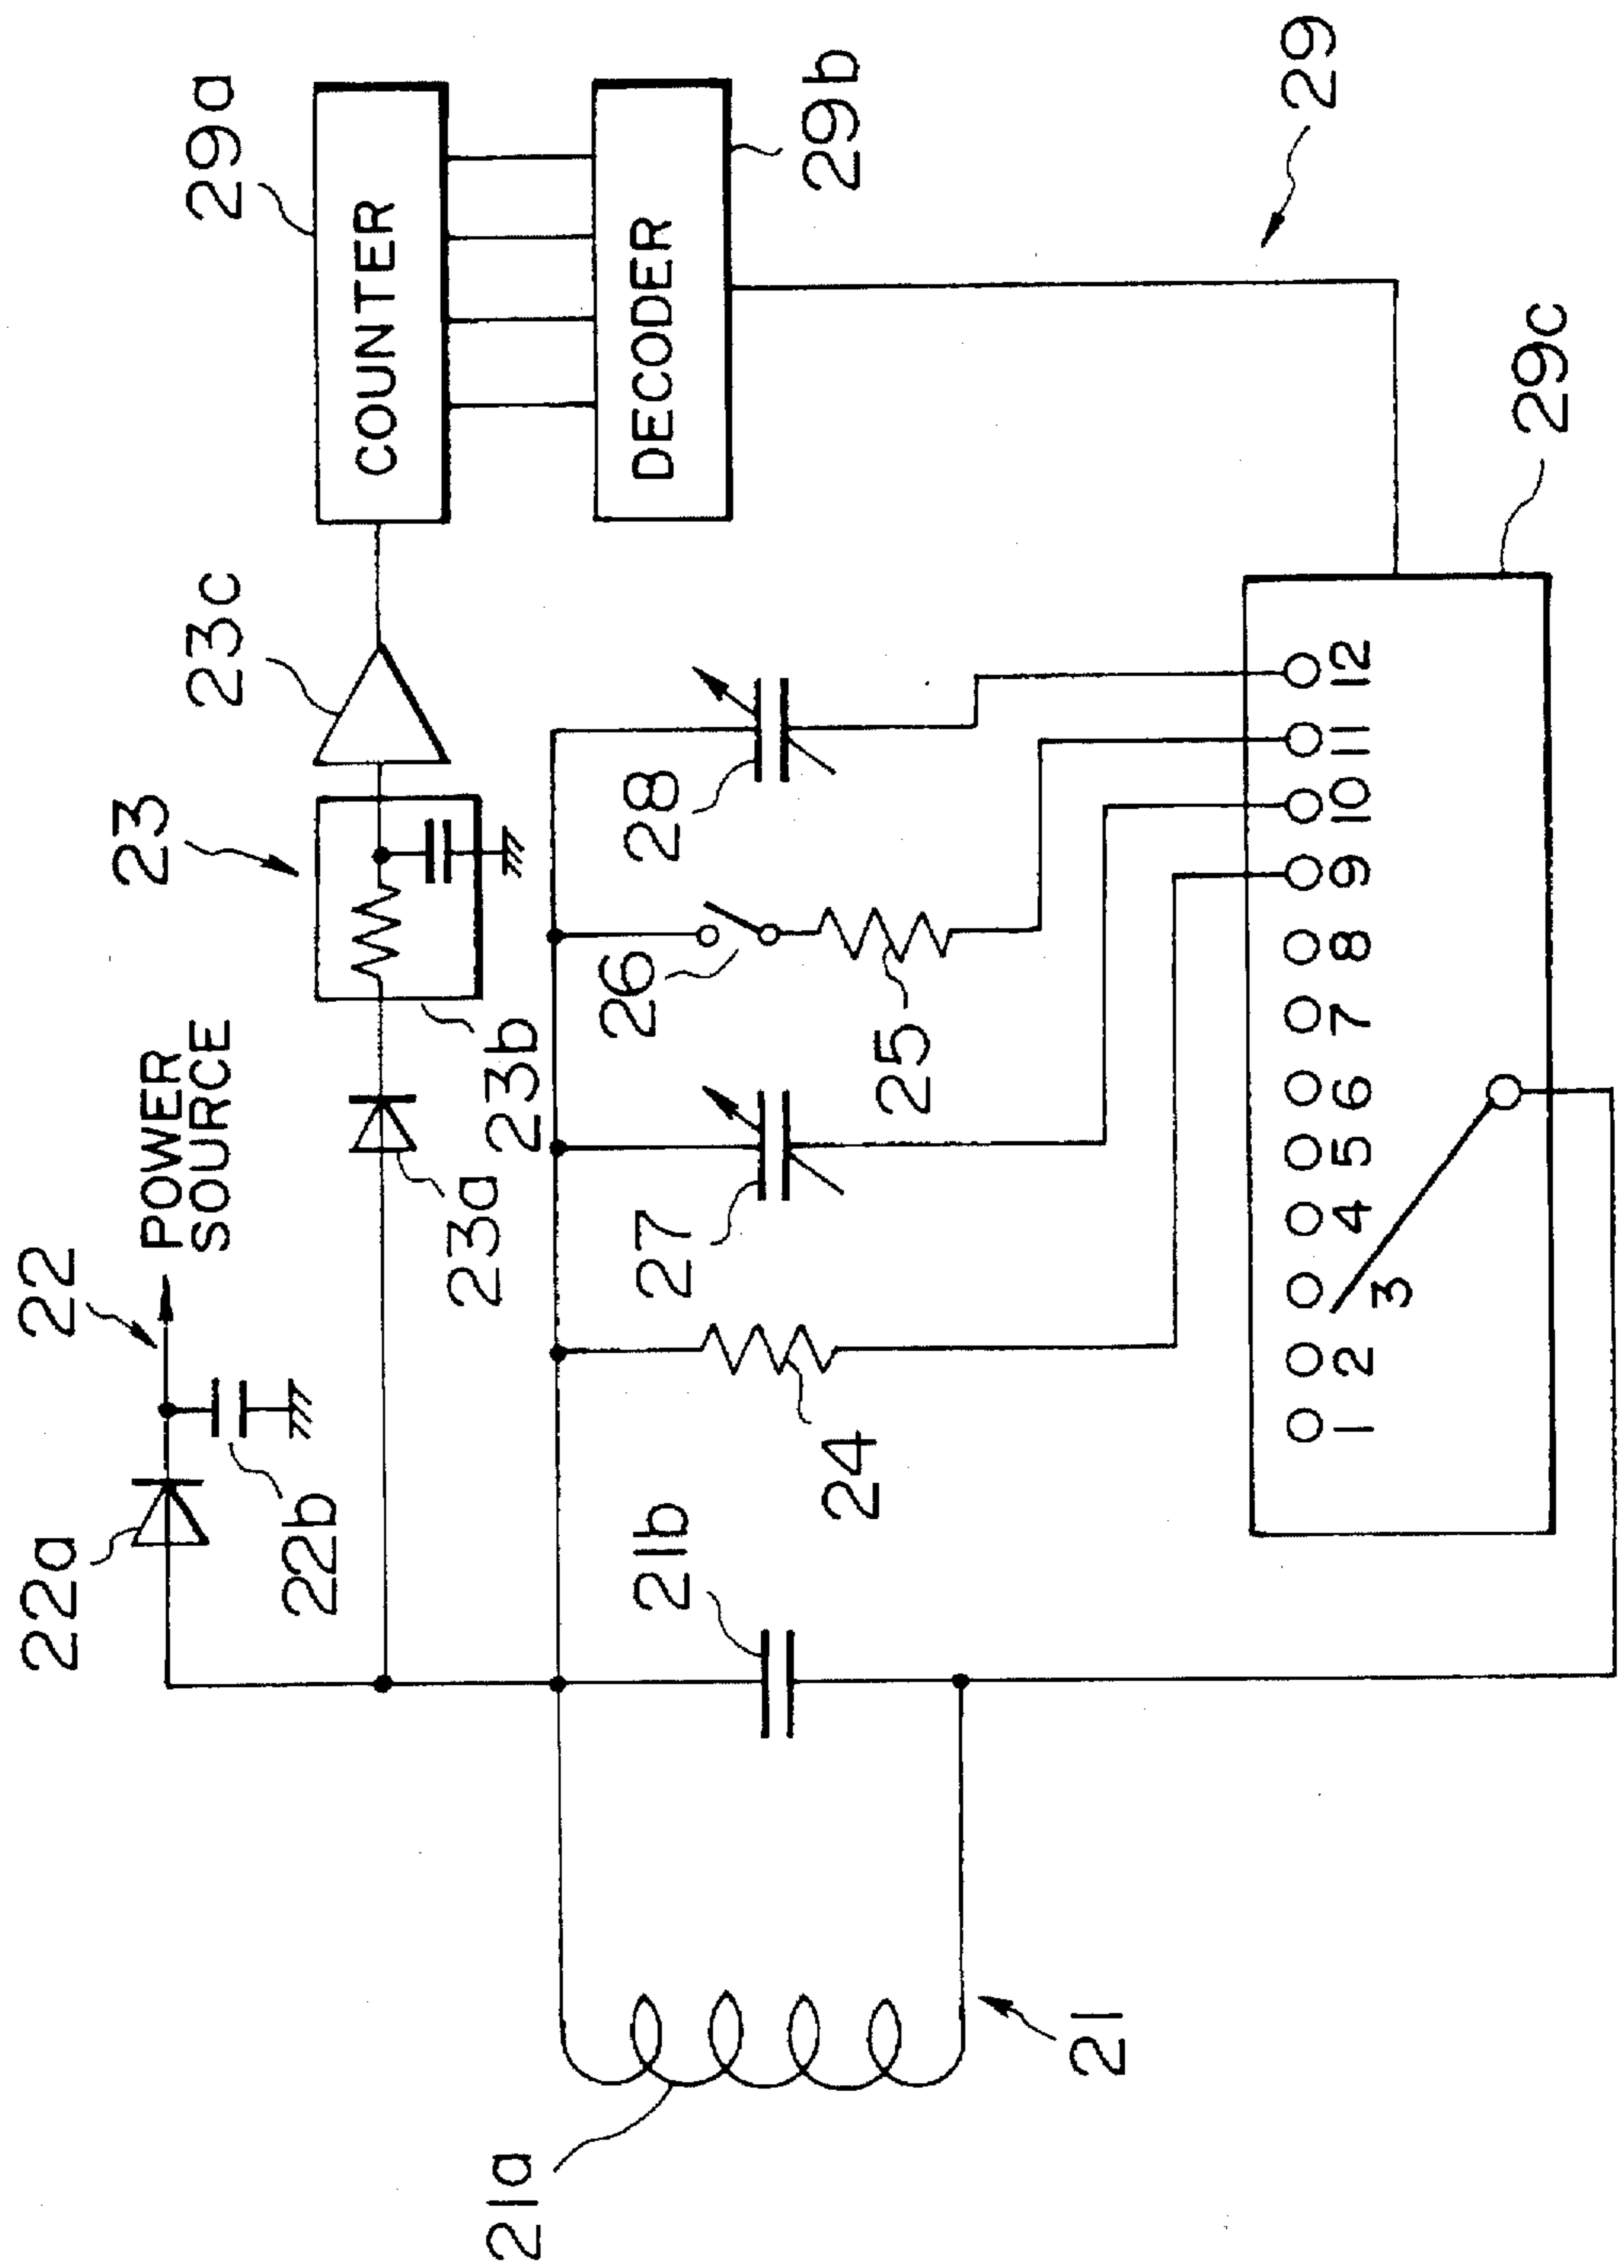 22
POWER
SOURCE
22a
22b
23
23a
23b
23c
29a
COUNTER
DECODER
29b
29
21a
21
21b
24
27
26
25
28
1 2 3 4 5 6 7 8 9 10 11 12
29c